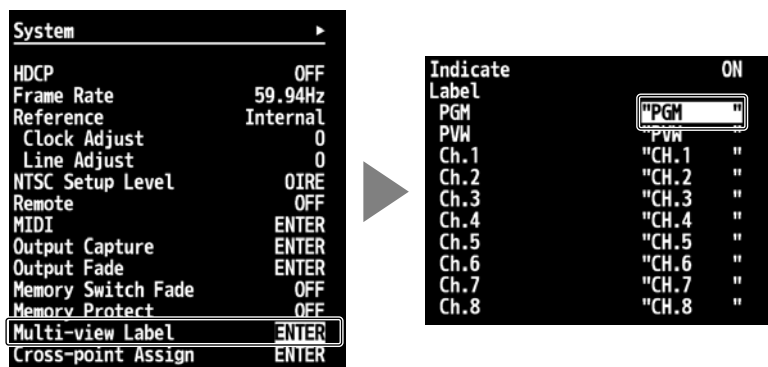 System ▶
HDCP OFF
Frame Rate 59.94Hz
Reference Internal
Clock Adjust 0
Line Adjust 0
NTSC Setup Level 0IRE
Remote OFF
MIDI ENTER
Output Capture ENTER
Output Fade ENTER
Memory Switch Fade OFF
Memory Protect OFF
Multi-view Label ENTER
Cross-point Assign ENTER
Indicate ON
Label
PGM "PGM "
PVW "PVW "
Ch.1 "CH.1 "
Ch.2 "CH.2 "
Ch.3 "CH.3 "
Ch.4 "CH.4 "
Ch.5 "CH.5 "
Ch.6 "CH.6 "
Ch.7 "CH.7 "
Ch.8 "CH.8 "